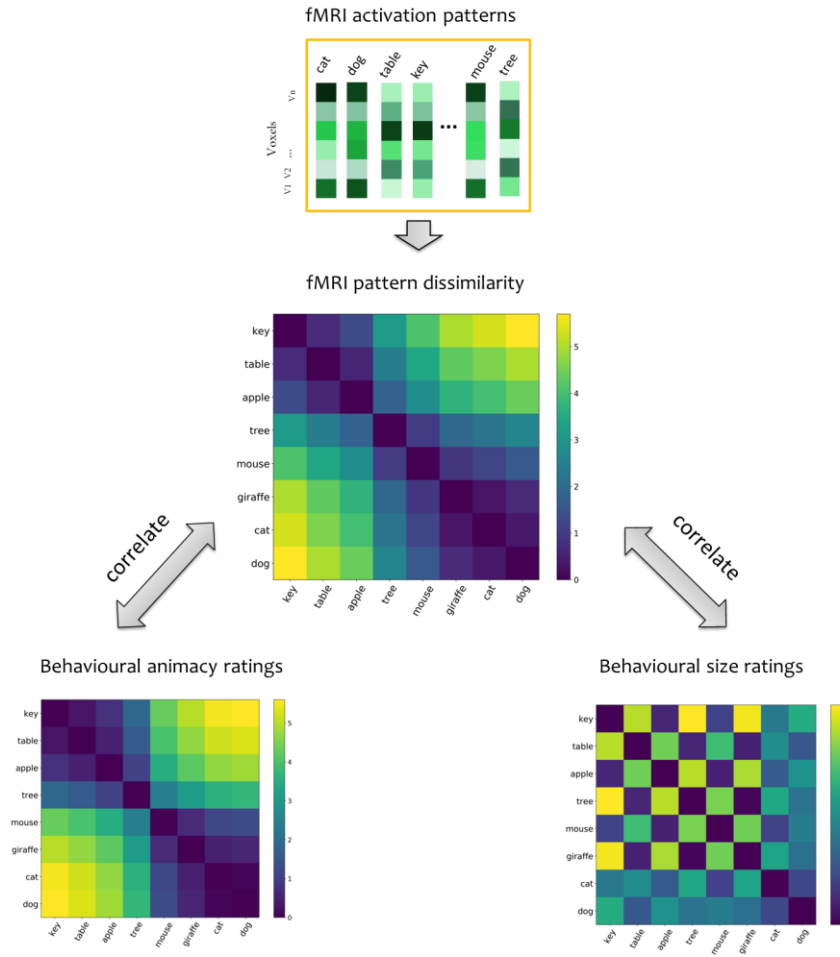 fMRI activation patterns
cat dog table key ... mouse tree
Voxels
Vn
...
V2
V1
fMRI pattern dissimilarity
key
table
apple
tree
mouse
giraffe
cat
dog
key table apple tree mouse giraffe cat dog
5
4
3
2
1
0
correlate
correlate
Behavioural animacy ratings
key
table
apple
tree
mouse
giraffe
cat
dog
key table apple tree mouse giraffe cat dog
5
4
3
2
1
0
Behavioural size ratings
key
table
apple
tree
mouse
giraffe
cat
dog
key table apple tree mouse giraffe cat dog